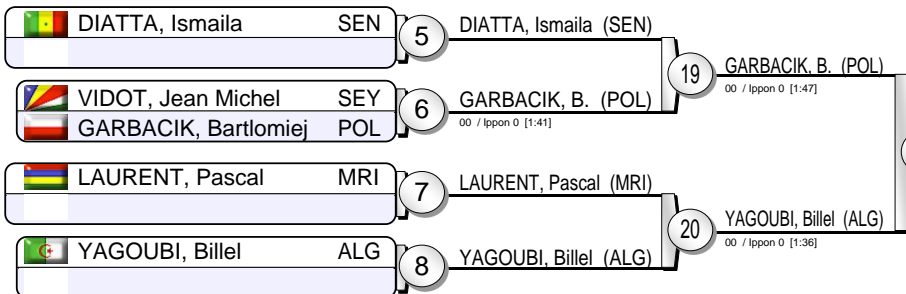 DIATTA, Ismaila SEN
5
DIATTA, Ismaila (SEN)
19
GARBACIK, B. (POL)
00 / Ippon 0 [1:47]
VIDOT, Jean Michel SEY
GARBACIK, Bartlomiej POL
6
GARBACIK, B. (POL)
00 / Ippon 0 [1:41]
LAURENT, Pascal MRI
7
LAURENT, Pascal (MRI)
20
YAGOUBI, Billel (ALG)
00 / Ippon 0 [1:36]
YAGOUBI, Billel ALG
8
YAGOUBI, Billel (ALG)